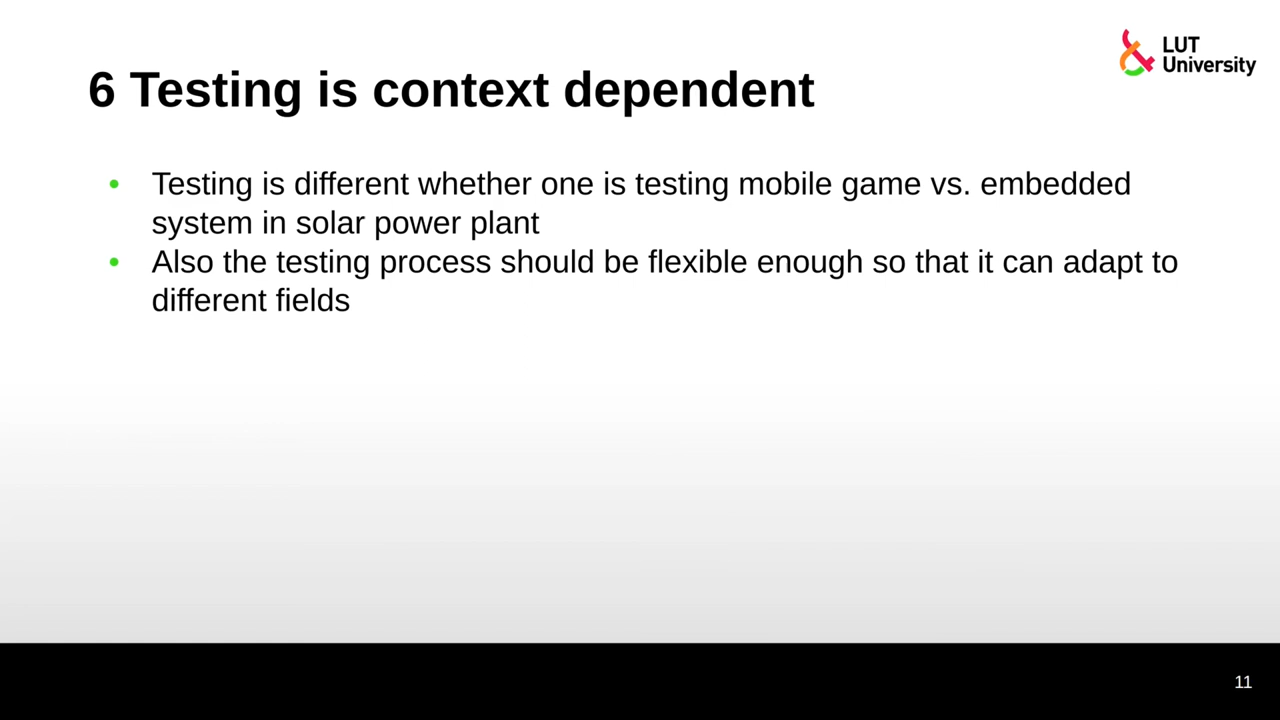 LUT
University
6 Testing is context dependent
• Testing is different whether one is testing mobile game vs. embedded
system in solar power plant
• Also the testing process should be flexible enough so that it can adapt to
different fields
11